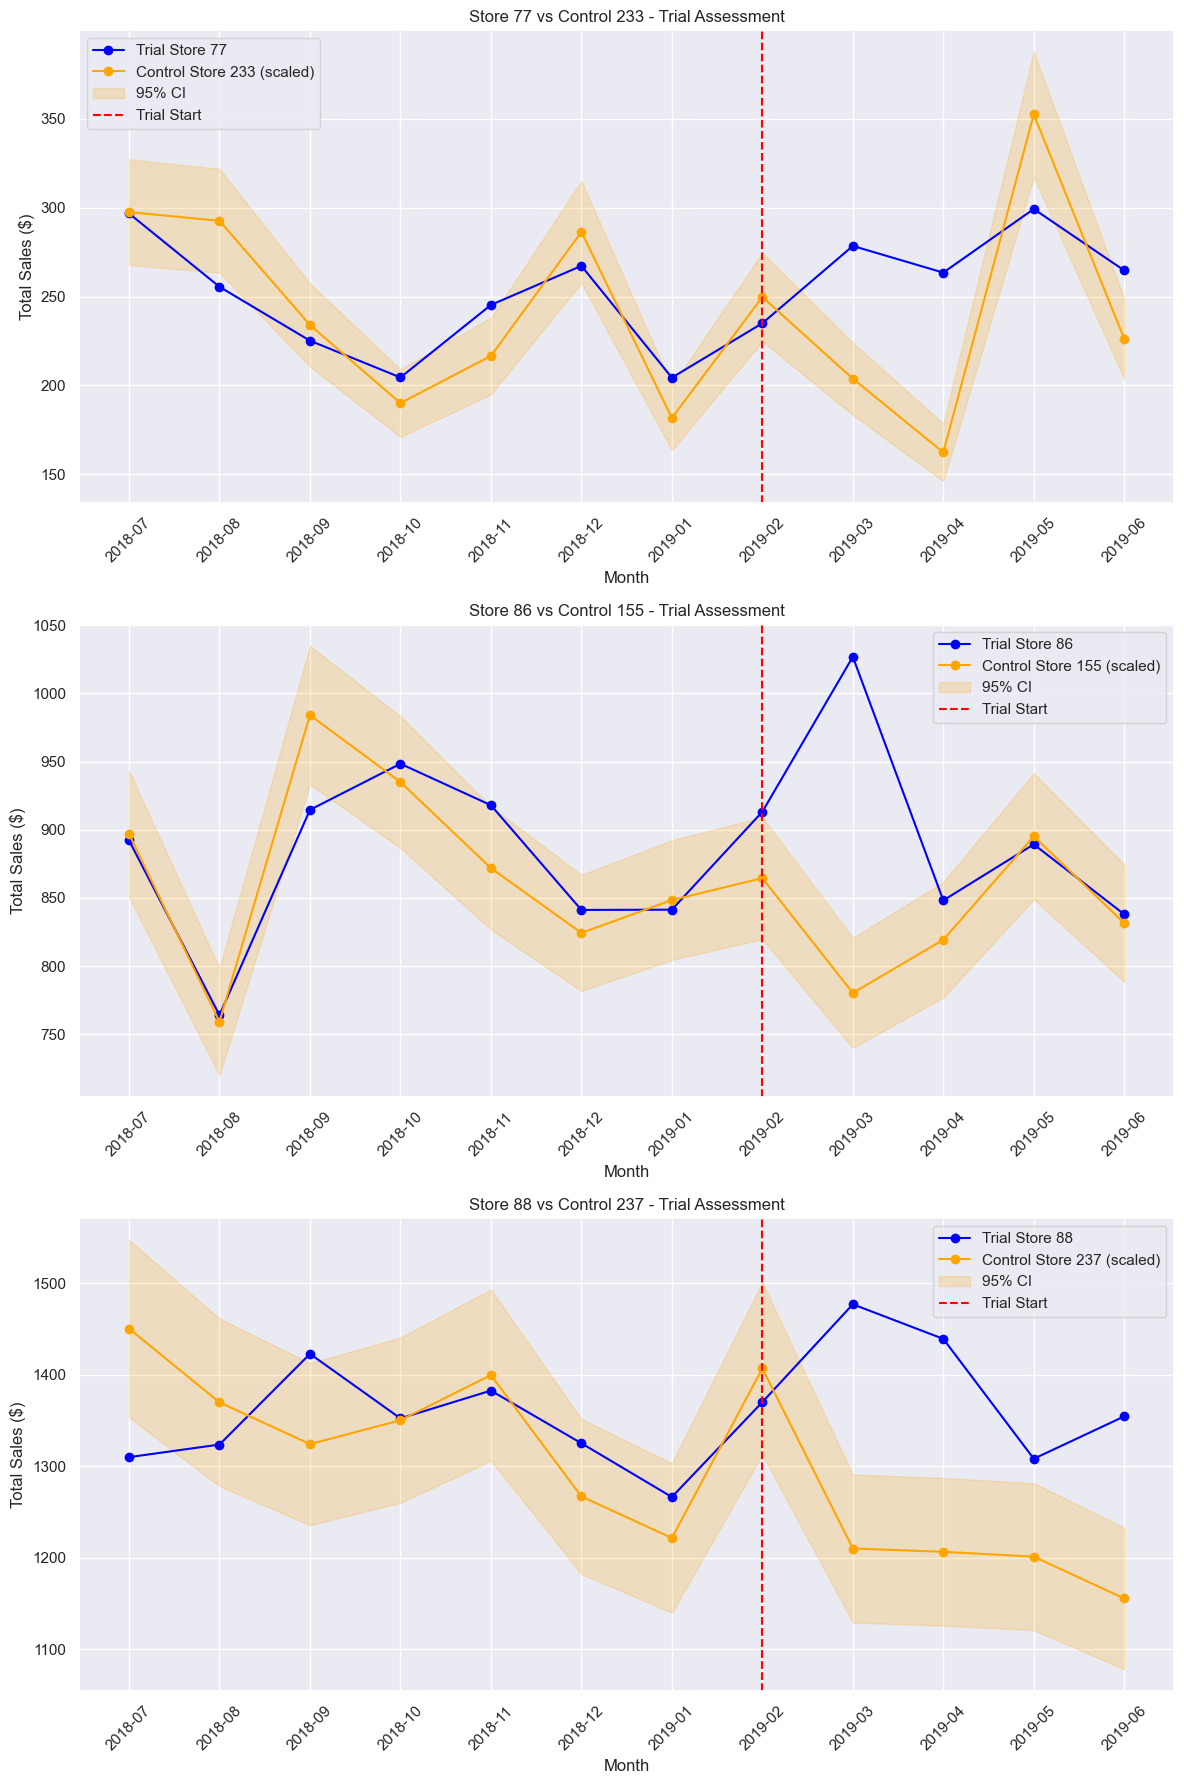 Store 77 vs Control 233 - Trial Assessment
Trial Store 77
Control Store 233 (scaled)
95% CI
Trial Start
Total Sales ($)
350
300
250
200
150
2018-07
2018-08
2018-09
2018-10
2018-11
2018-12
2019-01
2019-02
2019-03
2019-04
2019-05
2019-06
Month
Store 86 vs Control 155 - Trial Assessment
Trial Store 86
Control Store 155 (scaled)
95% CI
Trial Start
Total Sales ($)
1050
1000
950
900
850
800
750
2018-07
2018-08
2018-09
2018-10
2018-11
2018-12
2019-01
2019-02
2019-03
2019-04
2019-05
2019-06
Month
Store 88 vs Control 237 - Trial Assessment
Trial Store 88
Control Store 237 (scaled)
95% CI
Trial Start
Total Sales ($)
1500
1400
1300
1200
1100
2018-07
2018-08
2018-09
2018-10
2018-11
2018-12
2019-01
2019-02
2019-03
2019-04
2019-05
2019-06
Month